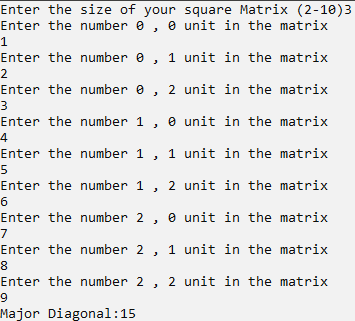 Enter the size of your square Matrix (2-10)3
Enter the number 0 , 0 unit in the matrix
1
Enter the number 0 , 1 unit in the matrix
2
Enter the number 0 , 2 unit in the matrix
3
Enter the number 1 , 0 unit in the matrix
4
Enter the number 1 , 1 unit in the matrix
5
Enter the number 1 , 2 unit in the matrix
6
Enter the number 2 , 0 unit in the matrix
7
Enter the number 2 , 1 unit in the matrix
8
Enter the number 2 , 2 unit in the matrix
9
Major Diagonal:15